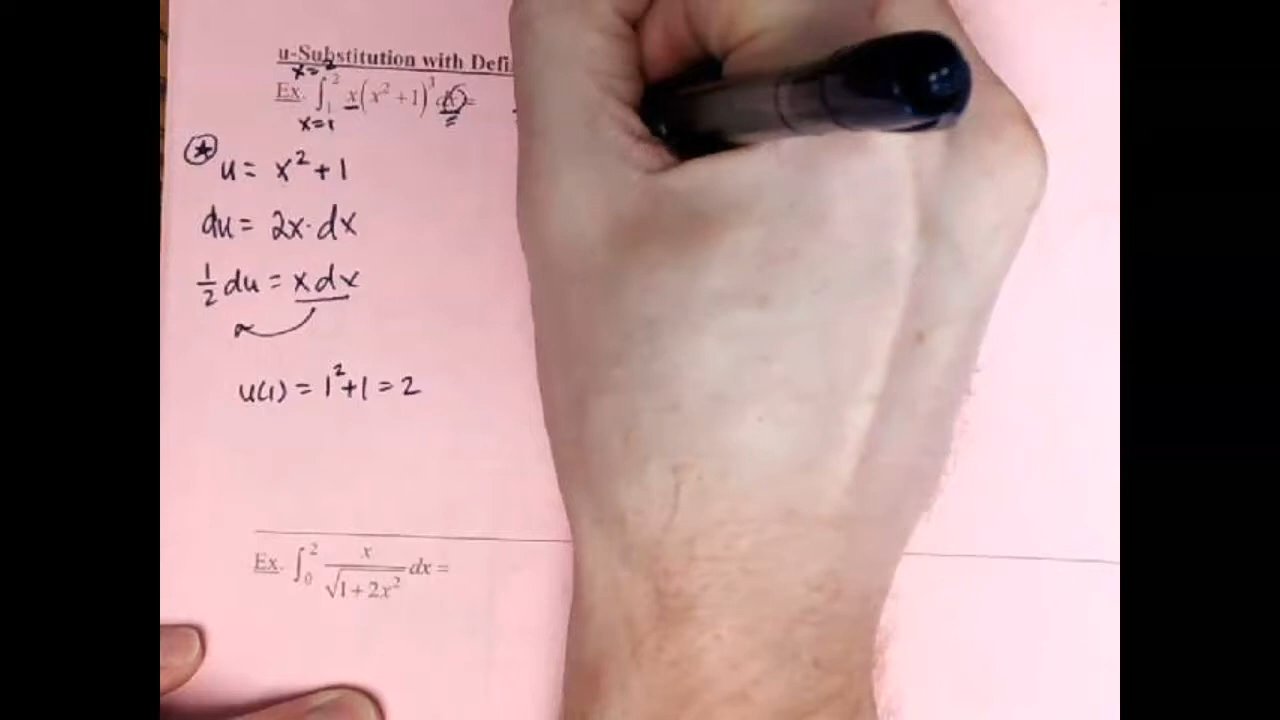 u-Substitution with Defi
x=2
Ex. ∫₁² x(x²+1)³ dx =
x=1
u = x²+1
du = 2x·dx
½ du = x dx
u(1) = 1²+1 = 2
Ex. ∫₀² x/√(1+2x²) dx =